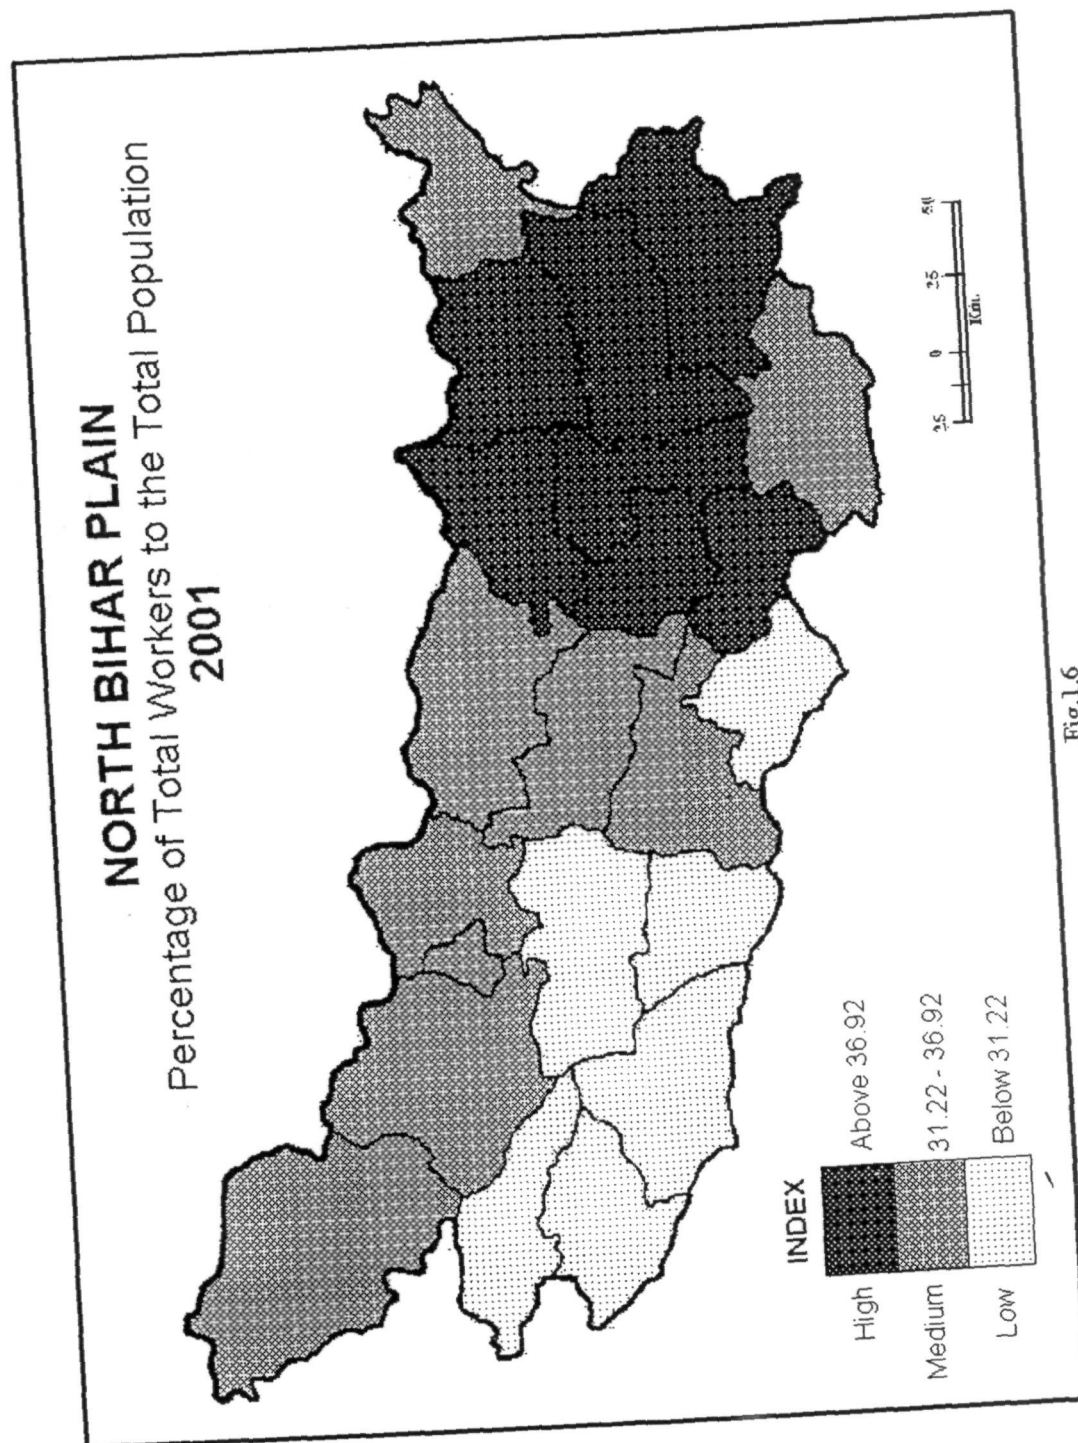 NORTH BIHAR PLAIN
Percentage of Total Workers to the Total Population
2001
INDEX
High Above 36.92
Medium 31.22 - 36.92
Low Below 31.22
25 0 25 50
Km.
Fig.1.6